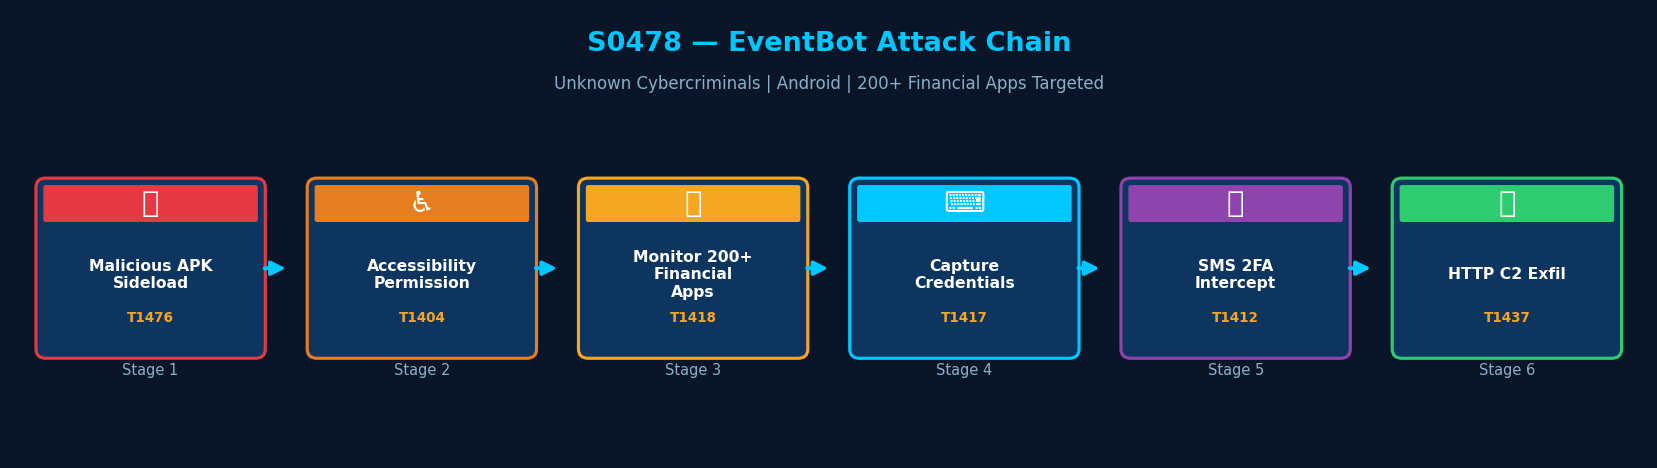 S0478 — EventBot Attack Chain
Unknown Cybercriminals | Android | 200+ Financial Apps Targeted
Malicious APK
Sideload
T1476
Stage 1
Accessibility
Permission
T1404
Stage 2
Monitor 200+
Financial
Apps
T1418
Stage 3
Capture
Credentials
T1417
Stage 4
SMS 2FA
Intercept
T1412
Stage 5
HTTP C2 Exfil
T1437
Stage 6